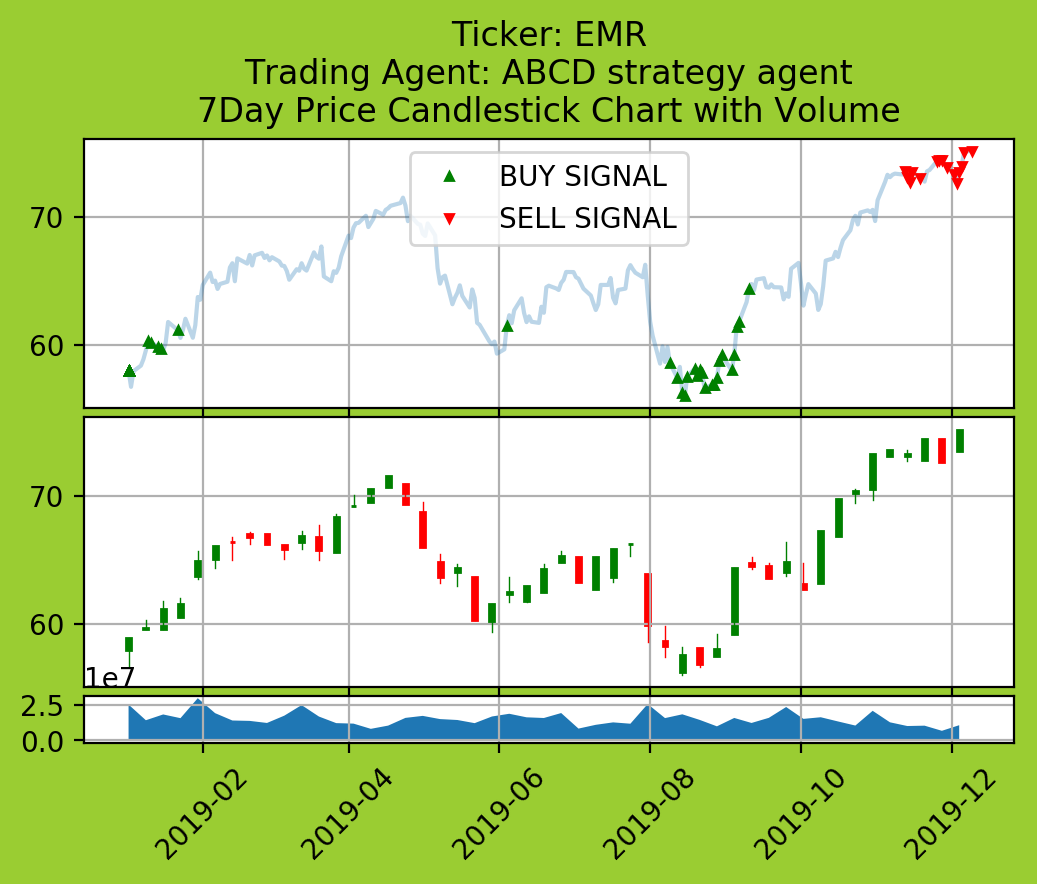 Ticker: EMR
Trading Agent: ABCD strategy agent
7Day Price Candlestick Chart with Volume
BUY SIGNAL
SELL SIGNAL
70
60
70
60
1e7
2.5
0.0
2019-02
2019-04
2019-06
2019-08
2019-10
2019-12